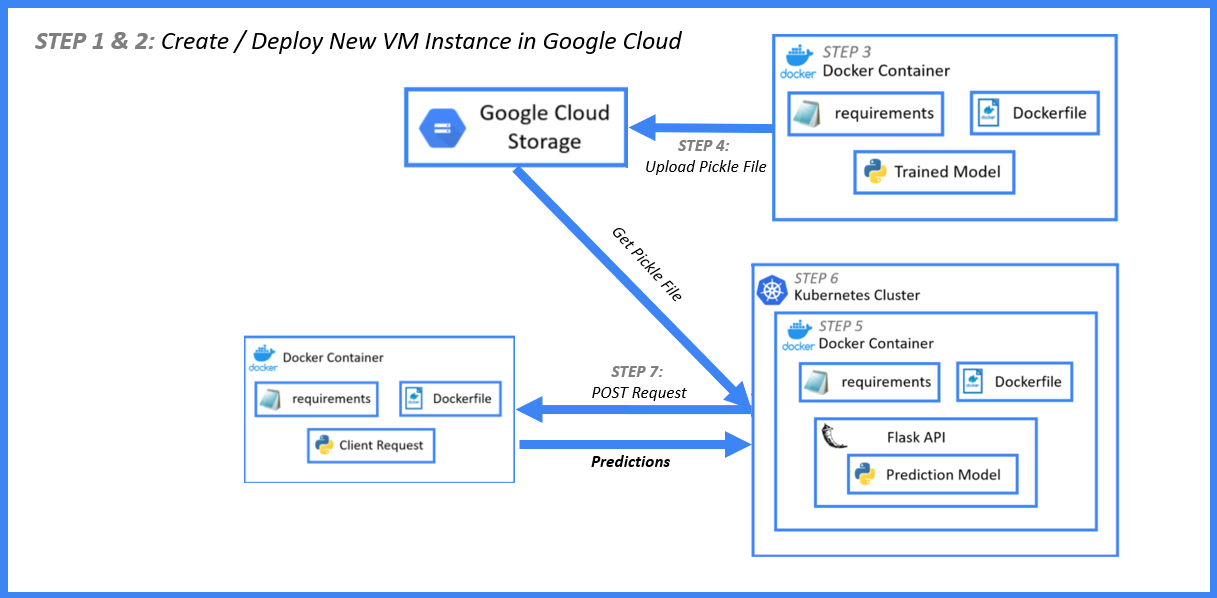 STEP 1 & 2: Create / Deploy New VM Instance in Google Cloud
Google Cloud
Storage
STEP 4:
Upload Pickle File
docker
STEP 3
Docker Container
requirements
Dockerfile
Trained Model
Get Pickle File
STEP 6
Kubernetes Cluster
docker
STEP 5
Docker Container
requirements
Dockerfile
Flask API
Prediction Model
docker
Docker Container
requirements
Dockerfile
Client Request
STEP 7:
POST Request
Predictions